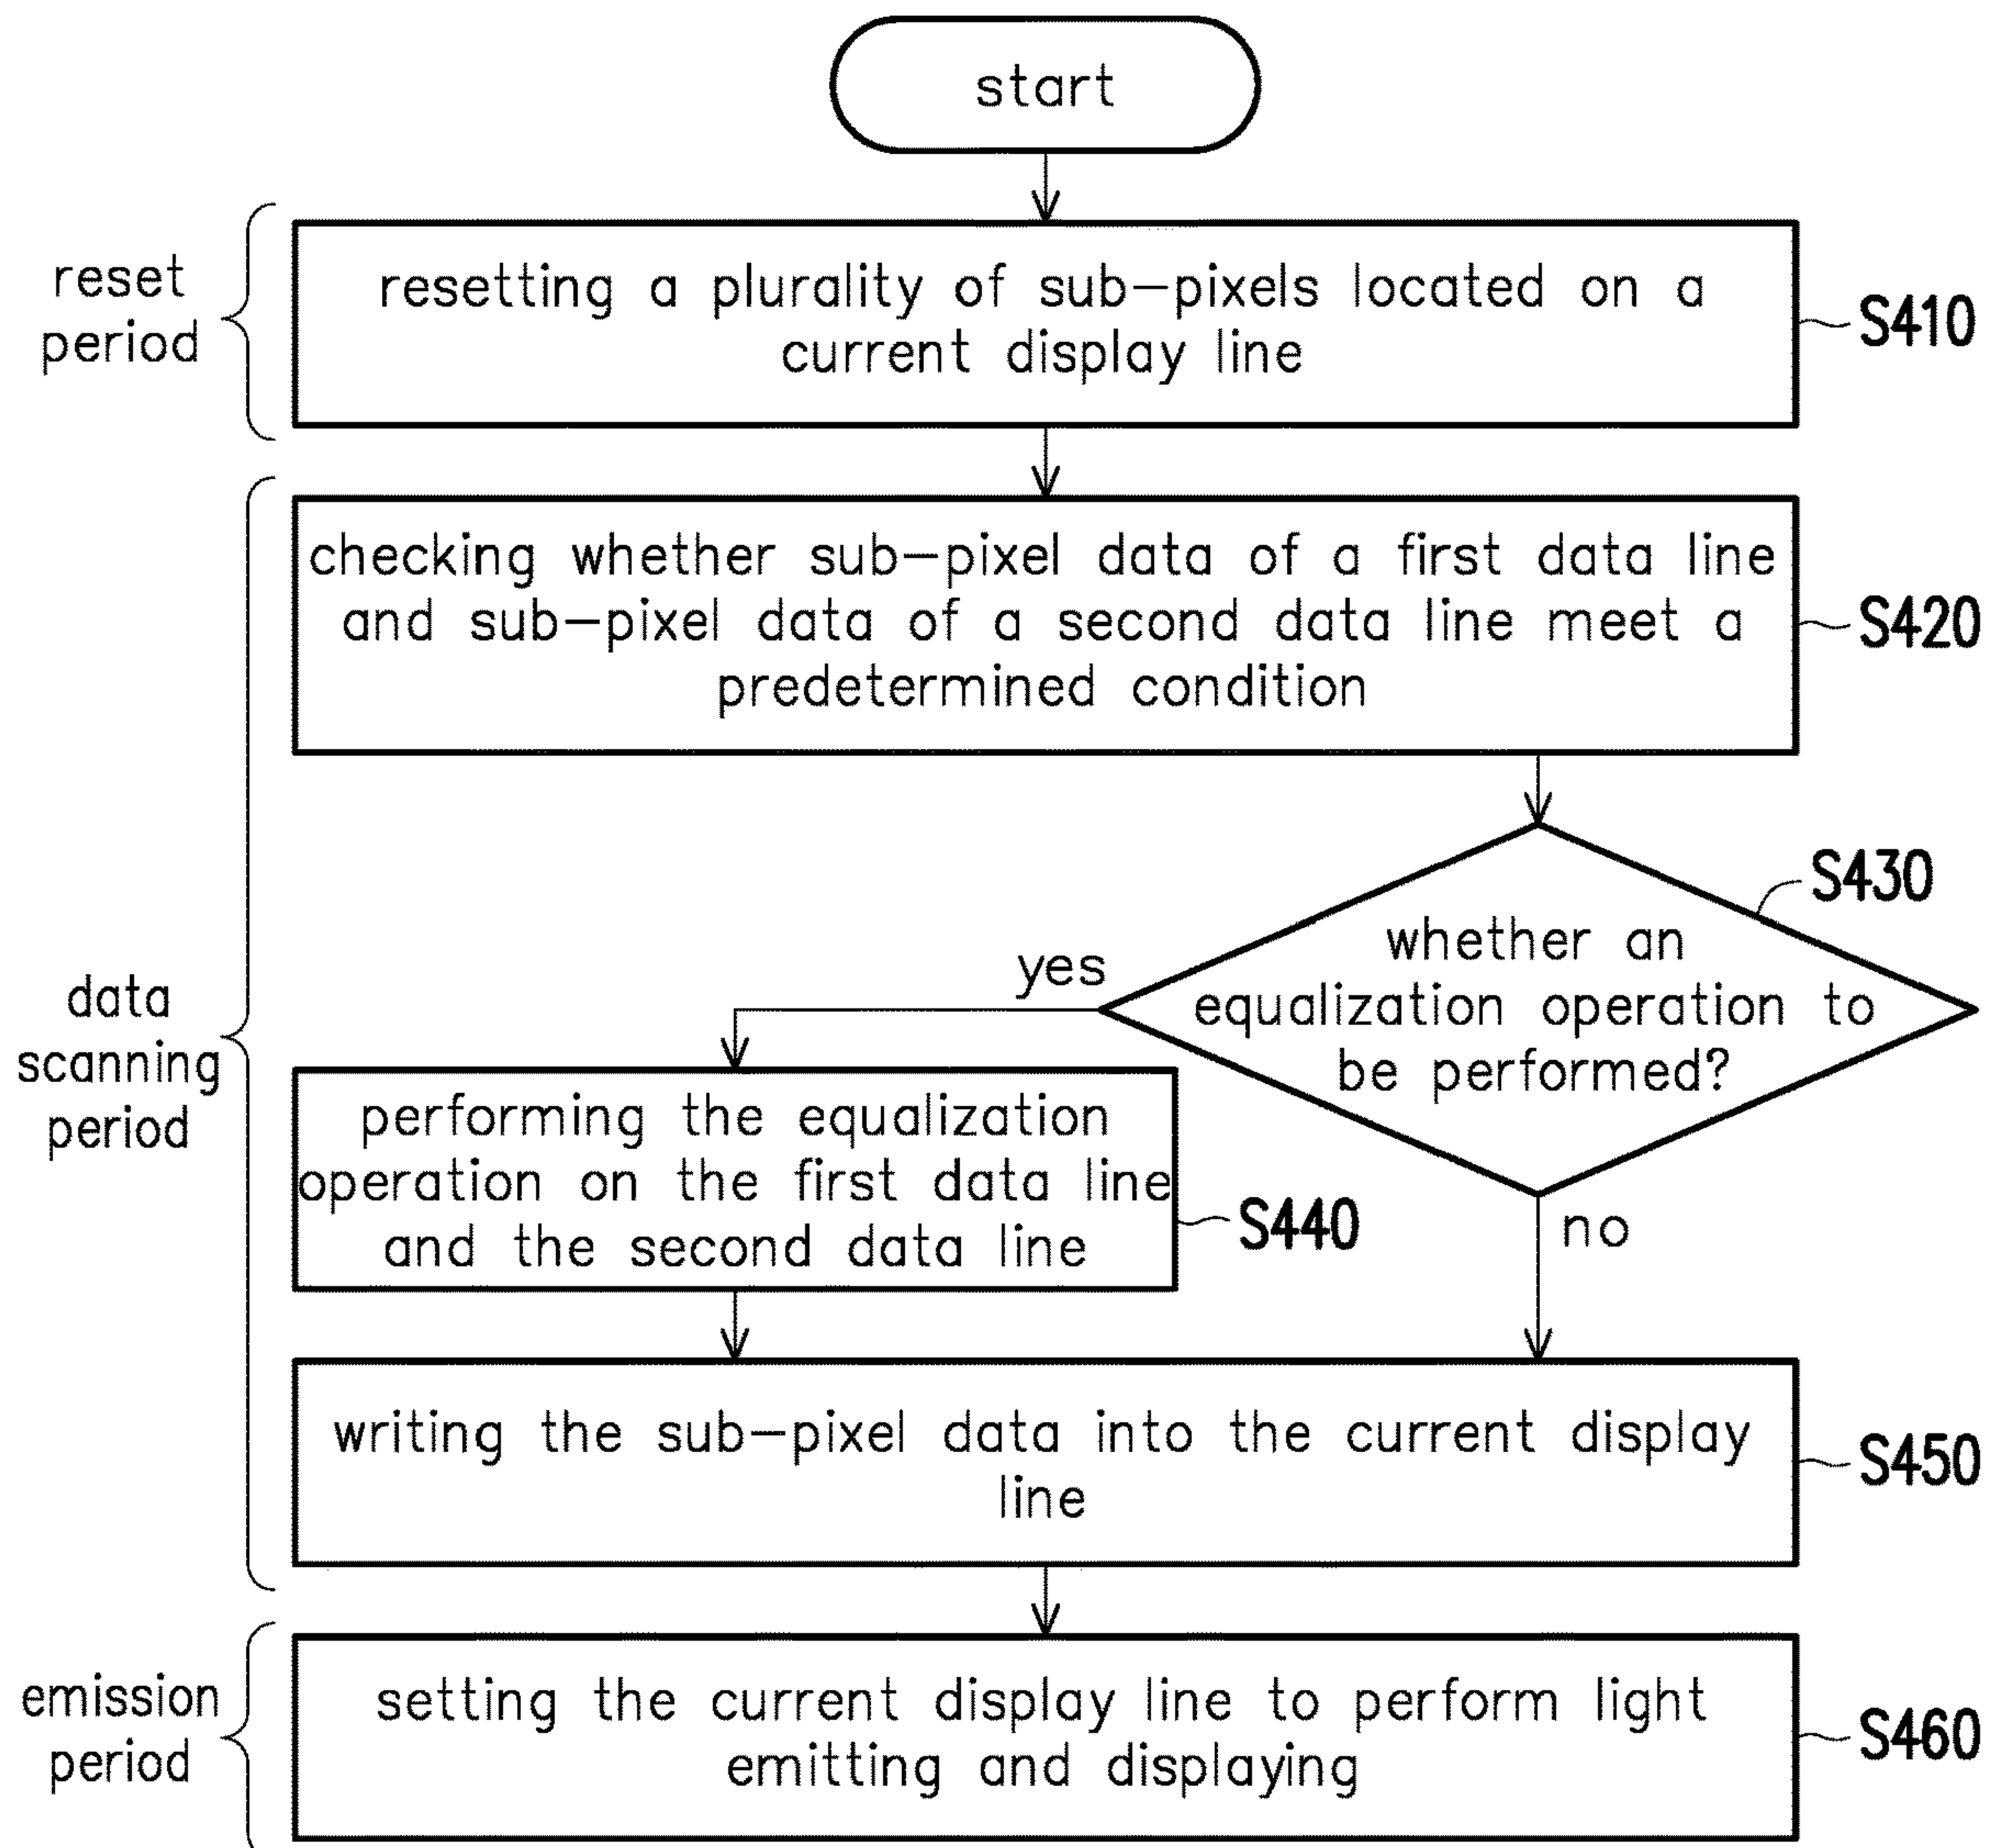 start
reset
period
resetting a plurality of sub-pixels located on a
current display line
S410
checking whether sub-pixel data of a first data line
and sub-pixel data of a second data line meet a
predetermined condition
S420
data
scanning
period
S430
whether an
equalization operation to
be performed?
yes
no
performing the equalization
operation on the first data line
and the second data line
S440
writing the sub-pixel data into the current display
line
S450
emission
period
setting the current display line to perform light
emitting and displaying
S460